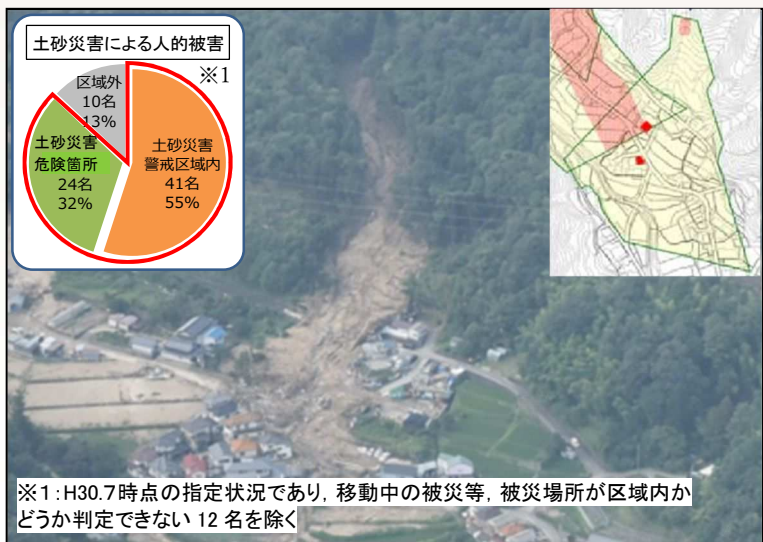 土砂災害による人的被害
※1
区域外
10名
13%
土砂災害
危険箇所
24名
32%
土砂災害
警戒区域内
41名
55%
※1:H30.7時点の指定状況であり，移動中の被災等，被災場所が区域内か
どうか判定できない 12 名を除く